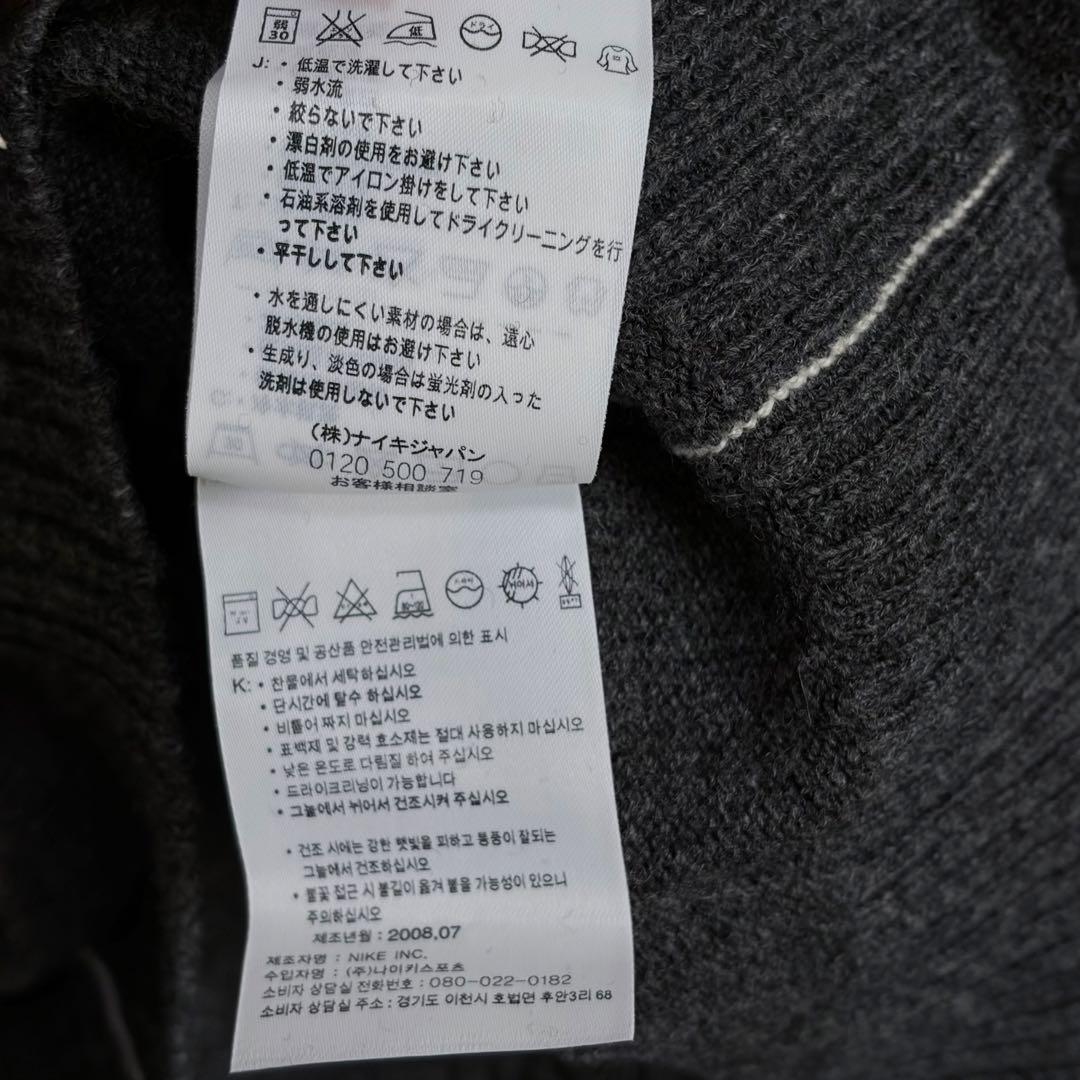 弱
30
低
ドライ
J: ・低温で洗濯して下さい
・弱水流
・絞らないで下さい
・漂白剤の使用をお避け下さい
・低温でアイロン掛けをして下さい
・石油系溶剤を使用してドライクリーニングを行
って下さい
・平干しして下さい
・水を通しにくい素材の場合は、遠心
脱水機の使用はお避け下さい
・生成り、淡色の場合は蛍光剤の入った
洗剤は使用しないで下さい
(株)ナイキジャパン
0120 500 719
お客様相談室
품질 경영 및 공산품 안전관리법에 의한 표시
K: • 찬물에서 세탁하십시오
• 단시간에 탈수 하십시오
• 비틀어 짜지 마십시오
• 표백제 및 강력 효소제는 절대 사용하지 마십시오
• 낮은 온도로 다림질 하여 주십시오
• 드라이크리닝이 가능합니다
• 그늘에서 뉘어서 건조시켜 주십시오
• 건조 시에는 강한 햇빛을 피하고 통풍이 잘되는
그늘에서 건조하십시오
• 불꽃 접근 시 불길이 옮겨 붙을 가능성이 있으니
주의하십시오
제조년월 : 2008.07
제조자명 : NIKE INC.
수입자명 : (주)나이키스포츠
소비자 상담실 전화번호 : 080-022-0182
소비자 상담실 주소 : 경기도 이천시 호법면 후안3리 68